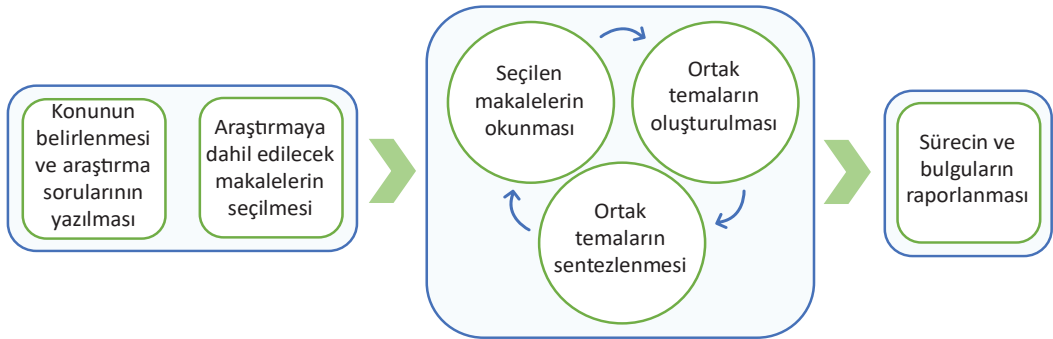 Konunun
belirlenmesi
ve araştırma
sorularının
yazılması
Araştırmaya
dahil edilecek
makalelerin
seçilmesi
Seçilen
makalelerin
okunması
Ortak
temaların
oluşturulması
Ortak
temaların
sentezlenmesi
Sürecin ve
bulguların
raporlanması